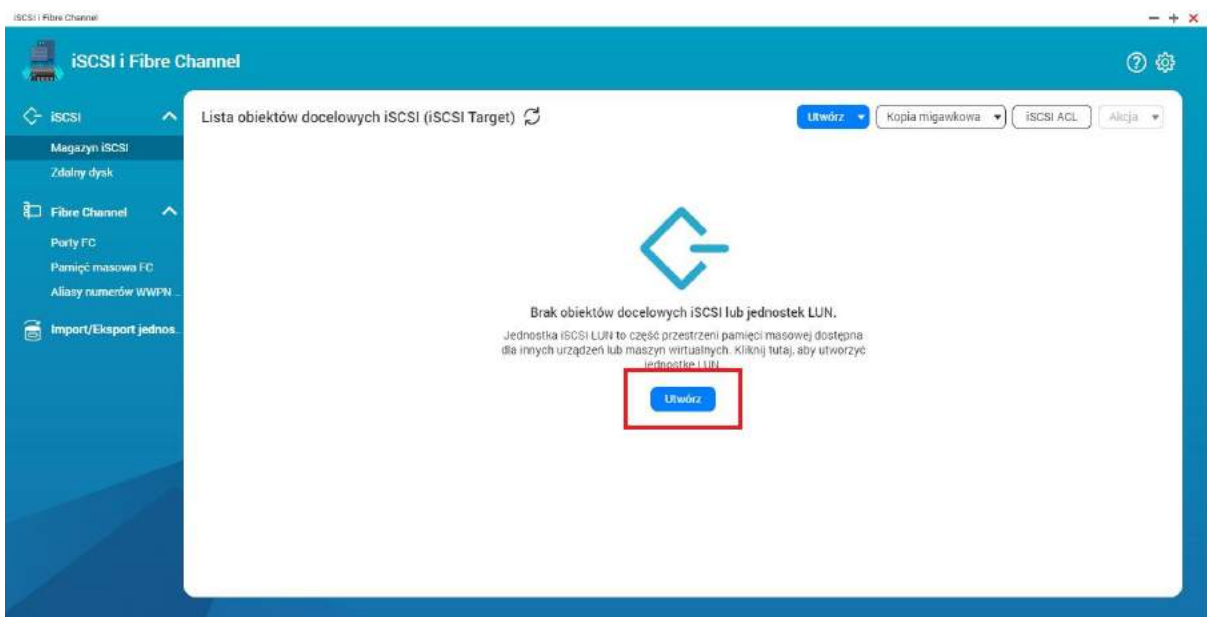 iSCSI i Fibre Channel
iSCSI i Fibre Channel
iSCSI
Magazyn iSCSI
Zdalny dysk
Fibre Channel
Porty FC
Pamięć masowa FC
Aliasy numerów WWPN ...
Import/Eksport jednos...
Lista obiektów docelowych iSCSI (iSCSI Target)
Utwórz
Kopia migawkowa
iSCSI ACL
Akcja
Brak obiektów docelowych iSCSI lub jednostek LUN.
Jednostka iSCSI LUN to część przestrzeni pamięci masowej dostępna
dla innych urządzeń lub maszyn wirtualnych. Kliknij tutaj, aby utworzyć
jednostkę LUN.
Utwórz